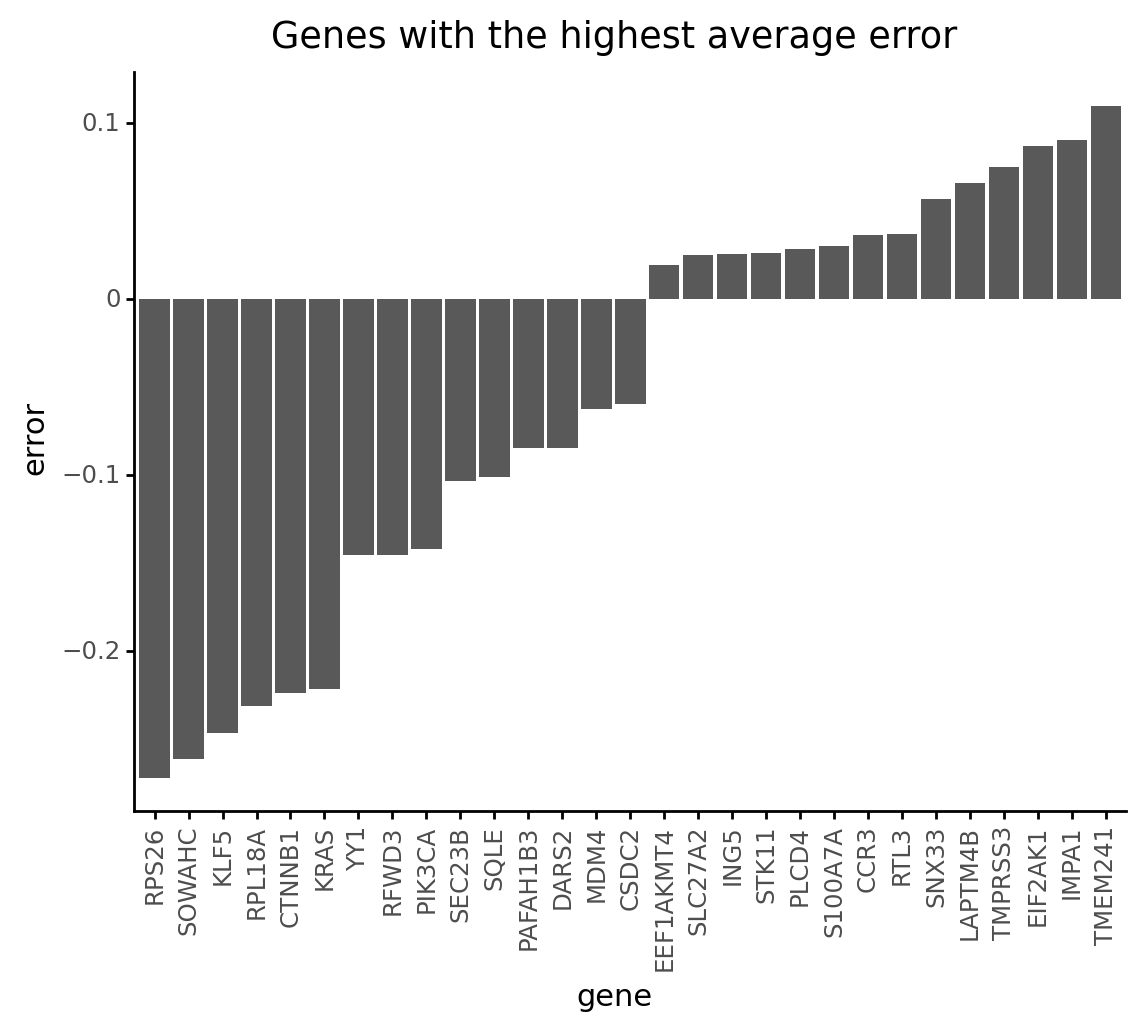 Genes with the highest average error
0.1
0
−0.1
−0.2
error
RPS26
SOWAHC
KLF5
RPL18A
CTNNB1
KRAS
YY1
RFWD3
PIK3CA
SEC23B
SQLE
PAFAH1B3
DARS2
MDM4
CSDC2
EEF1AKMT4
SLC27A2
ING5
STK11
PLCD4
S100A7A
CCR3
RTL3
SNX33
LAPTM4B
TMPRSS3
EIF2AK1
IMPA1
TMEM241
gene